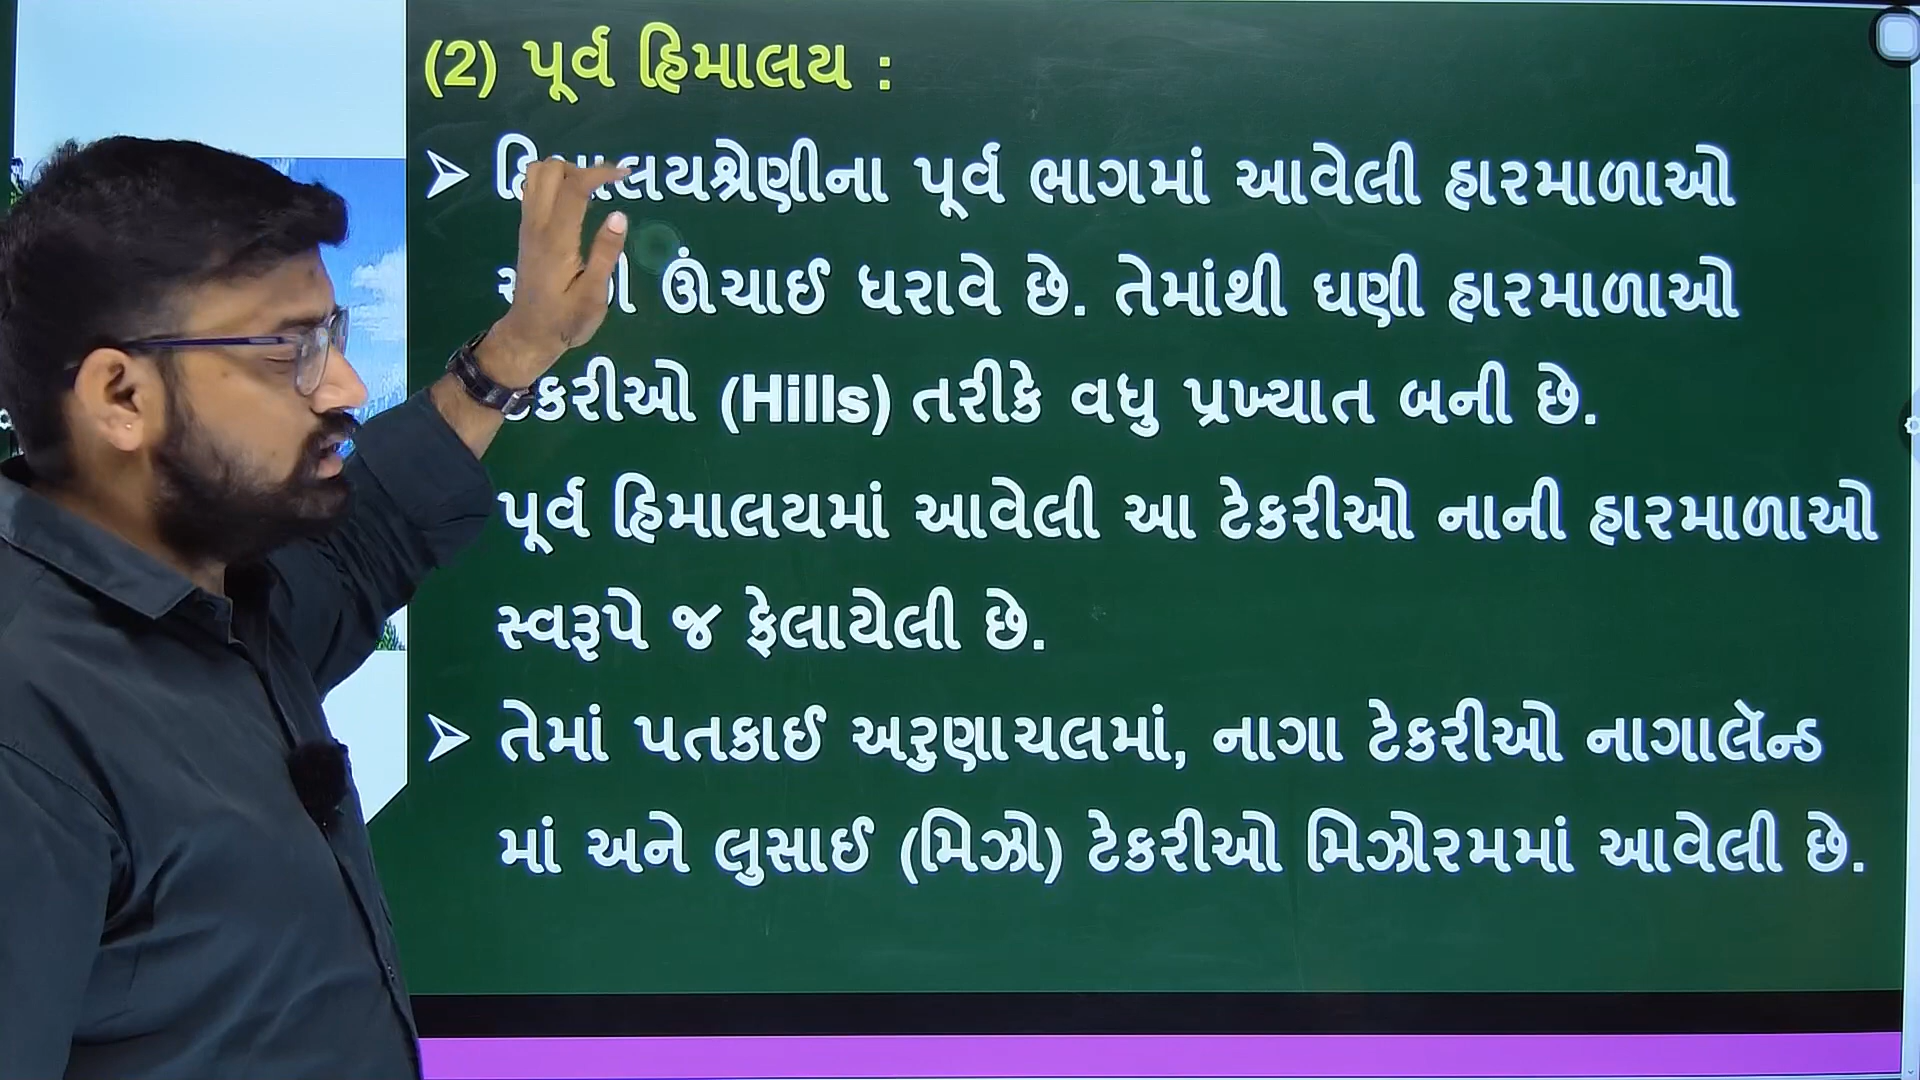 (2) પૂર્વ હિમાલય :
➢ હિમાલયશ્રેણીના પૂર્વ ભાગમાં આવેલી હારમાળાઓ
ઊંચાઈ ધરાવે છે. તેમાંથી ઘણી હારમાળાઓ
ટેકરીઓ (Hills) તરીકે વધુ પ્રખ્યાત બની છે.
પૂર્વ હિમાલયમાં આવેલી આ ટેકરીઓ નાની હારમાળાઓ
સ્વરૂપે જ ફેલાયેલી છે.
➢ તેમાં પતકાઈ અરુણાચલમાં, નાગા ટેકરીઓ નાગાલૅન્ડ
માં અને લુસાઈ (મિઝો) ટેકરીઓ મિઝોરમમાં આવેલી છે.